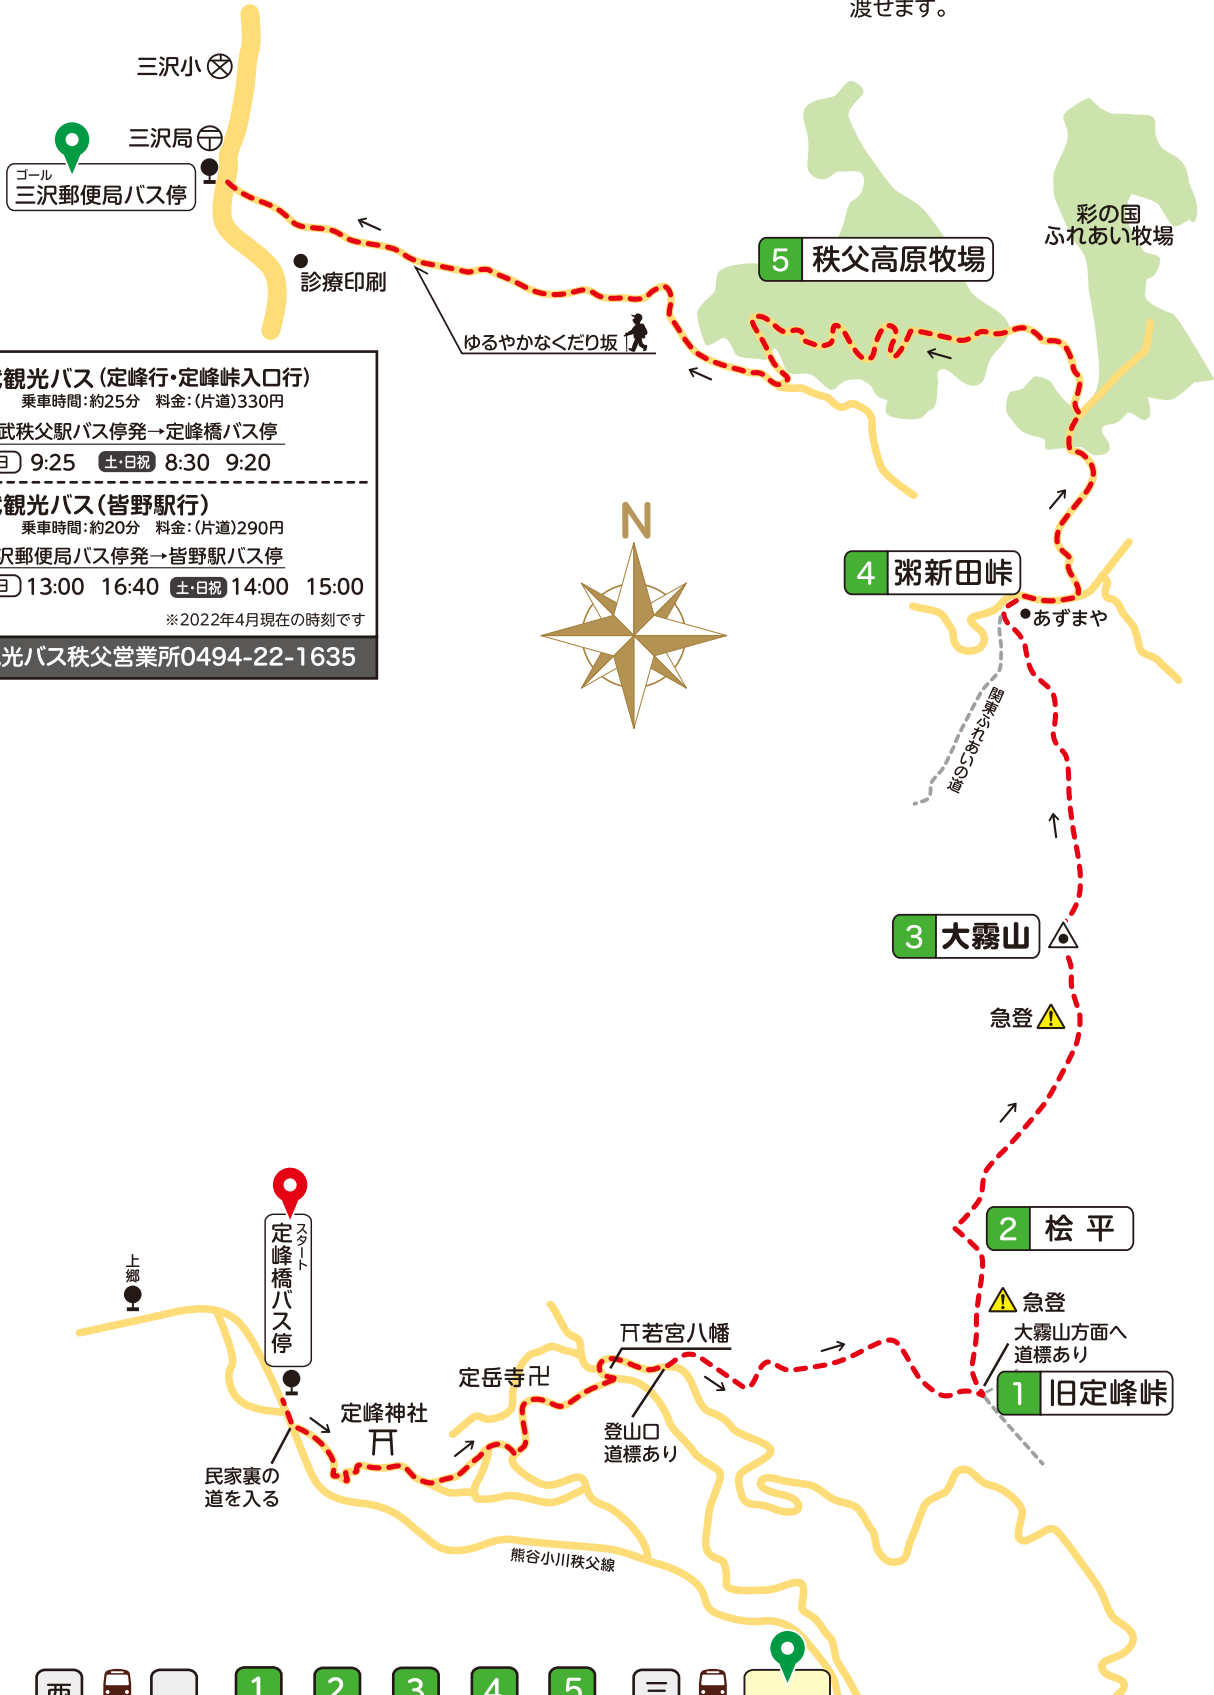 渡せます。
三沢小
三沢局
ゴール
三沢郵便局バス停
彩の国
ふれあい牧場
5 秩父高原牧場
診療印刷
ゆるやかなくだり坂
観光バス(定峰行・定峰峠入口行)
乗車時間:約25分 料金:(片道)330円
武秩父駅バス停発→定峰橋バス停
日 9:25 土・日祝 8:30 9:20
観光バス(皆野駅行)
乗車時間:約20分 料金:(片道)290円
沢郵便局バス停発→皆野駅バス停
日 13:00 16:40 土・日祝 14:00 15:00
※2022年4月現在の時刻です
光バス秩父営業所0494-22-1635
N
4 粥新田峠
あずまや
関東ふれあいの道
3 大霧山
急登
2 桧平
急登
大霧山方面へ
道標あり
1 旧定峰峠
スタート
定峰橋バス停
上郷
若宮八幡
定岳寺
定峰神社
登山口
道標あり
民家裏の
道を入る
熊谷小川秩父線
西 1 2 3 4 5 三